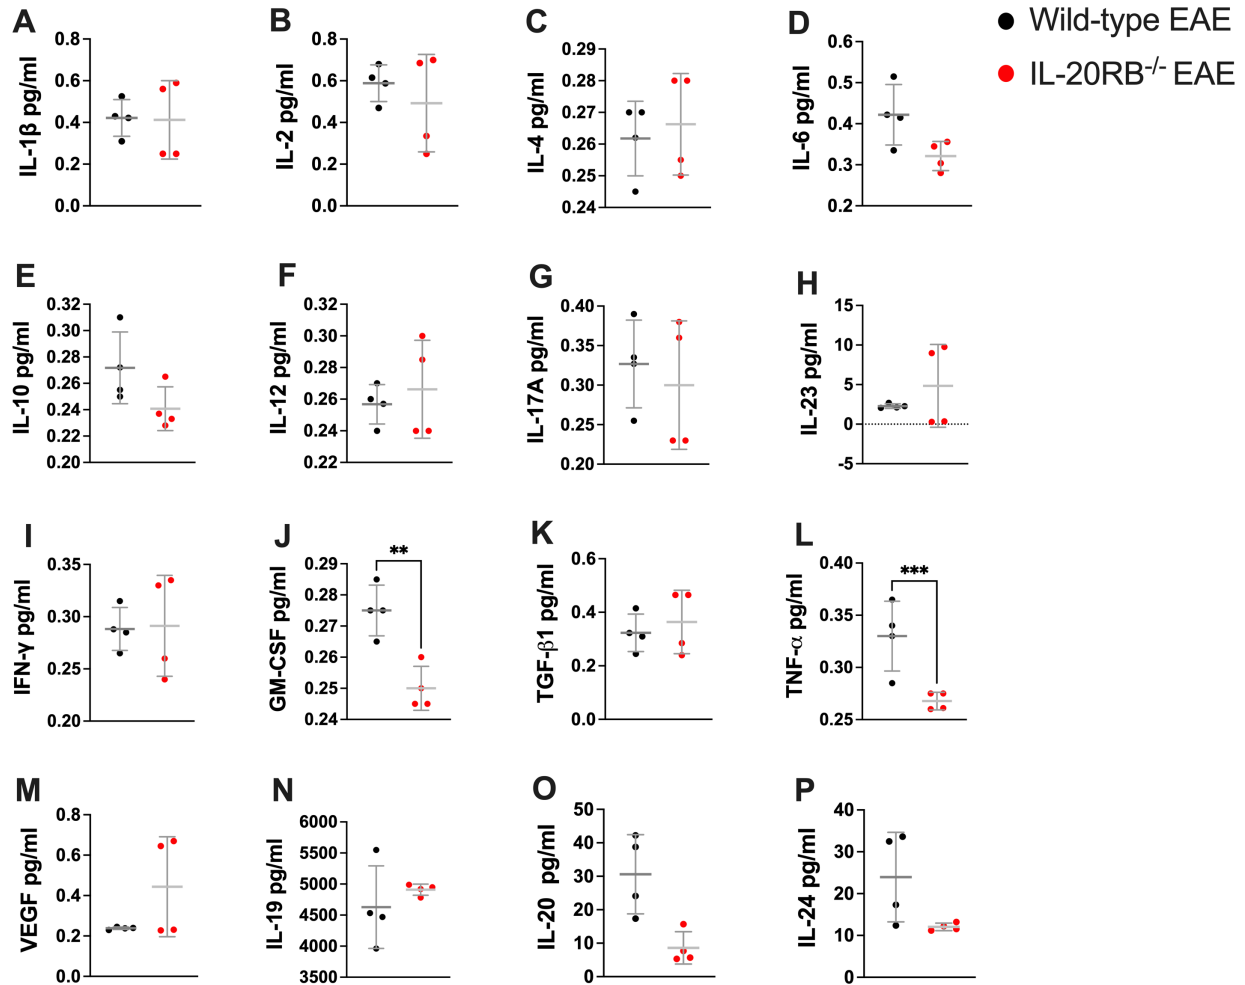 A
B
C
D
Wild-type EAE
IL-20RB-/- EAE
IL-1β pg/ml
0.8
0.6
0.4
0.2
0.0
IL-2 pg/ml
0.8
0.6
0.4
0.2
0.0
IL-4 pg/ml
0.29
0.28
0.27
0.26
0.25
0.24
IL-6 pg/ml
0.6
0.5
0.4
0.3
0.2
E
F
G
H
IL-10 pg/ml
0.32
0.30
0.28
0.26
0.24
0.22
0.20
IL-12 pg/ml
0.32
0.30
0.28
0.26
0.24
0.22
IL-17A pg/ml
0.40
0.35
0.30
0.25
0.20
IL-23 pg/ml
15
10
5
0
-5
I
J
K
L
IFN-γ pg/ml
0.35
0.30
0.25
0.20
GM-CSF pg/ml
0.29
0.28
0.27
0.26
0.25
0.24
**
TGF-β1 pg/ml
0.6
0.4
0.2
0.0
TNF-α pg/ml
0.40
0.35
0.30
0.25
***
M
N
O
P
VEGF pg/ml
0.8
0.6
0.4
0.2
0.0
IL-19 pg/ml
6000
5500
5000
4500
4000
3500
IL-20 pg/ml
50
40
30
20
10
0
IL-24 pg/ml
40
30
20
10
0